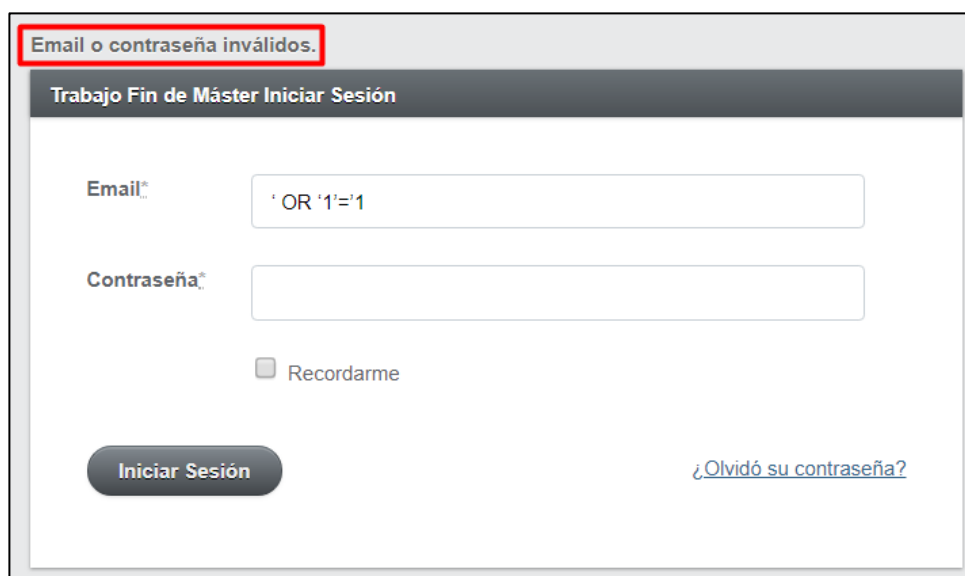 Email o contraseña inválidos.
Trabajo Fin de Máster Iniciar Sesión
Email*
‘ OR ‘1’=’1
Contraseña*
Recordarme
Iniciar Sesión
¿Olvidó su contraseña?